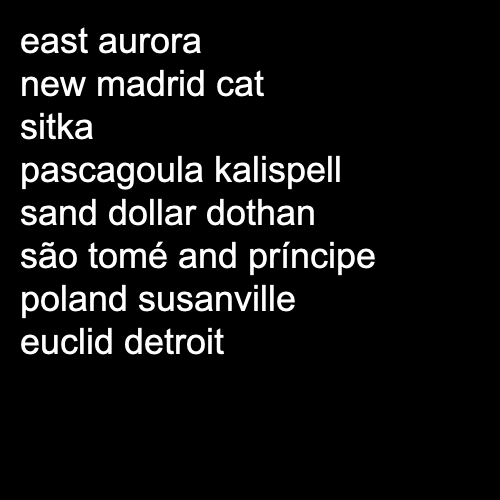 east aurora
new madrid cat
sitka
pascagoula kalispell
sand dollar dothan
são tomé and príncipe
poland susanville
euclid detroit